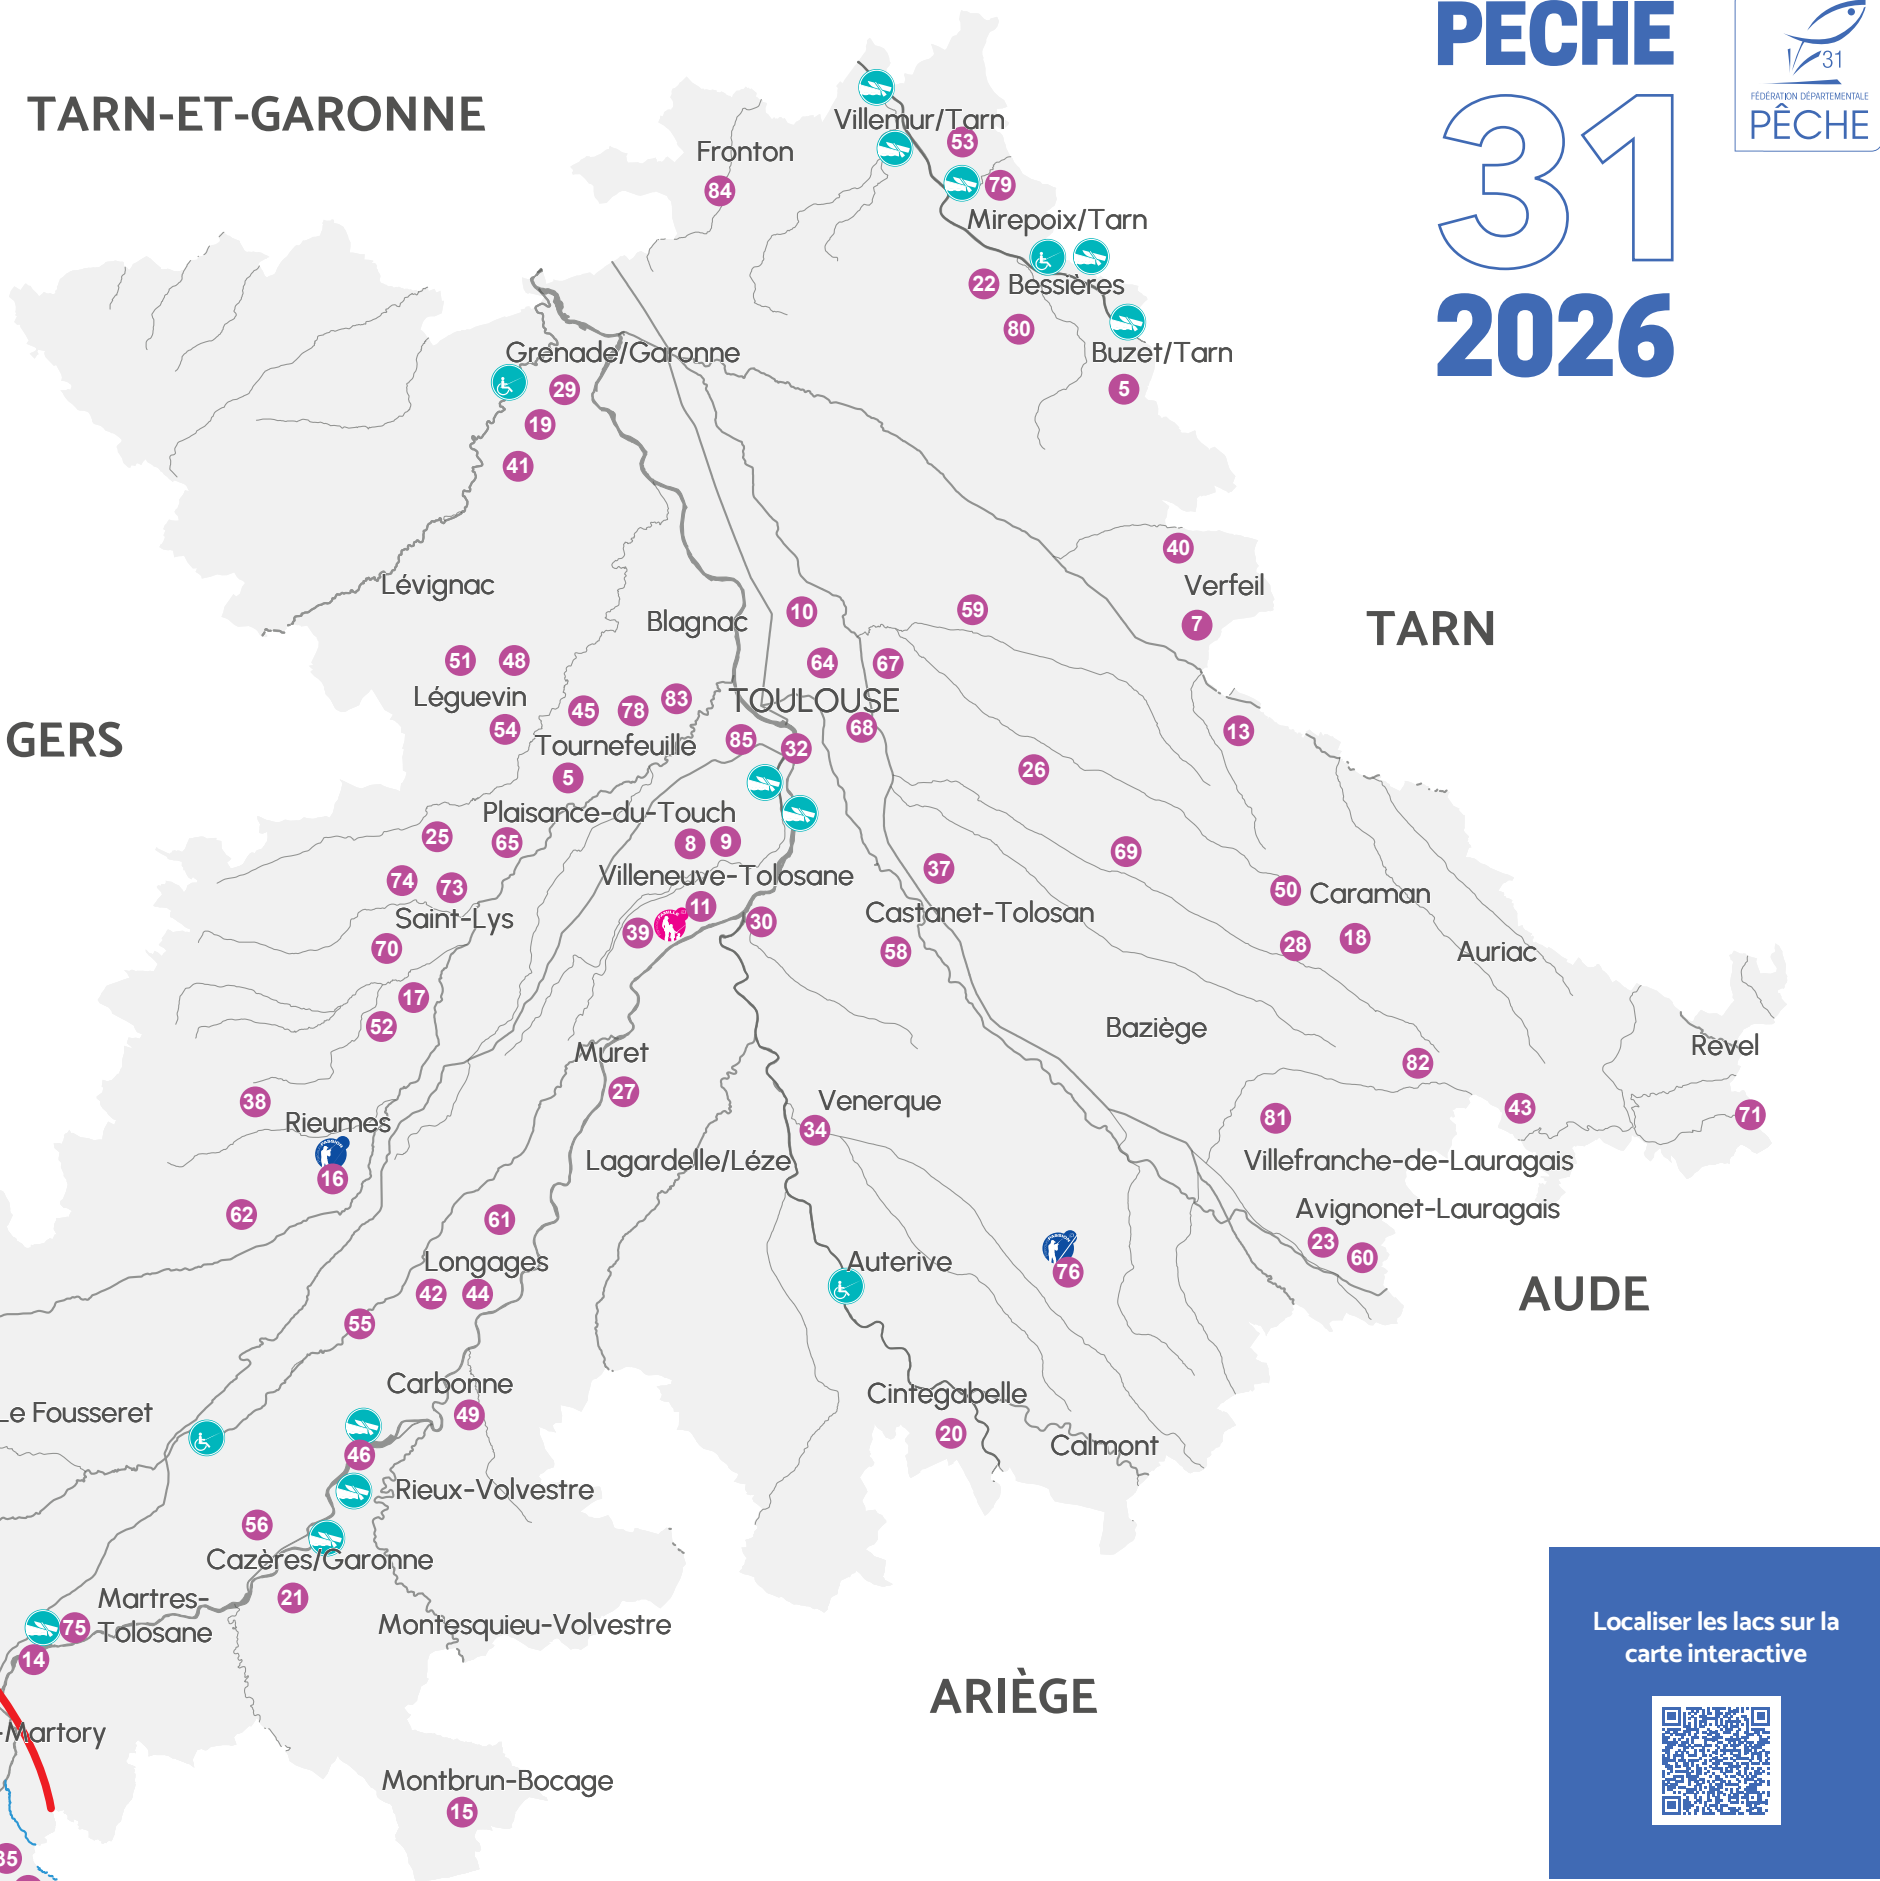 PECHE
31
2026
31
FÉDÉRATION DÉPARTEMENTALE
PÊCHE
TARN-ET-GARONNE
Villemur/Tarn
53
Fronton
84
79
Mirepoix/Tarn
22
Bessières
80
Buzet/Tarn
5
Grenade/Garonne
29
19
41
40
Verfeil
7
TARN
Lévignac
Blagnac
10
59
51
48
64
67
Léguevin
45
78
83
TOULOUSE
54
85
32
68
13
GERS
Tournefeuille
5
26
Plaisance-du-Touch
25
65
8
9
69
74
73
Villeneuve-Tolosane
37
50
Caraman
Saint-Lys
11
39
30
Castanet-Tolosan
28
18
70
58
Auriac
17
52
Baziège
Revel
Muret
27
82
38
Rieumes
PASSION
16
Venerque
34
81
43
71
Lagardelle/Léze
Villefranche-de-Lauragais
62
61
Avignonet-Lauragais
23
60
Longages
42
44
Auterive
PASSION
76
AUDE
55
Carbonne
49
Cintegabelle
20
Le Fousseret
46
Calmont
Rieux-Volvestre
56
Cazères/Garonne
21
Martres-
Tolosane
75
14
Montesquieu-Volvestre
ARIÈGE
-Martory
Montbrun-Bocage
15
Localiser les lacs sur la
carte interactive